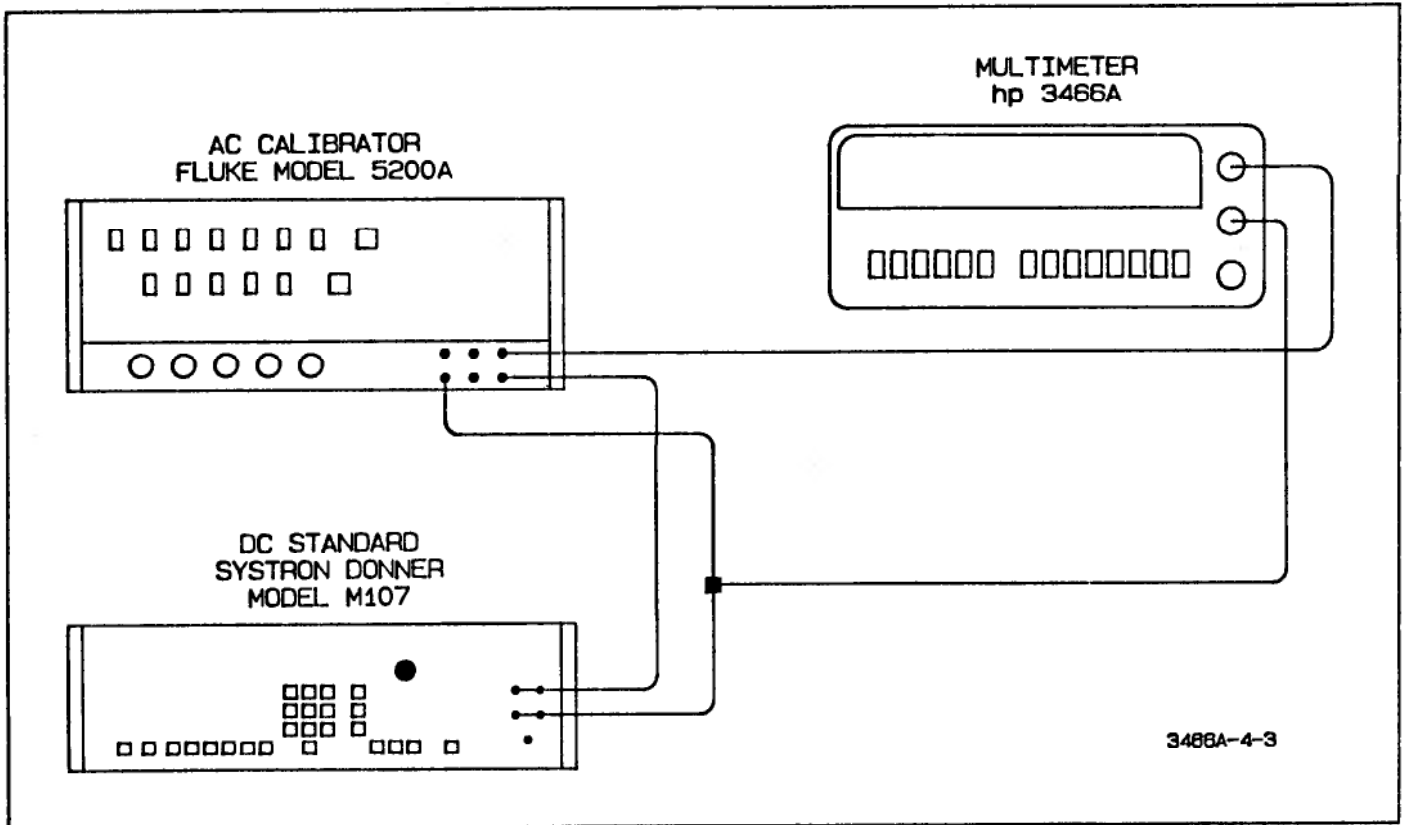 MULTIMETER
hp 3466A
AC CALIBRATOR
FLUKE MODEL 5200A
DC STANDARD
SYSTRON DONNER
MODEL M107
3466A-4-3